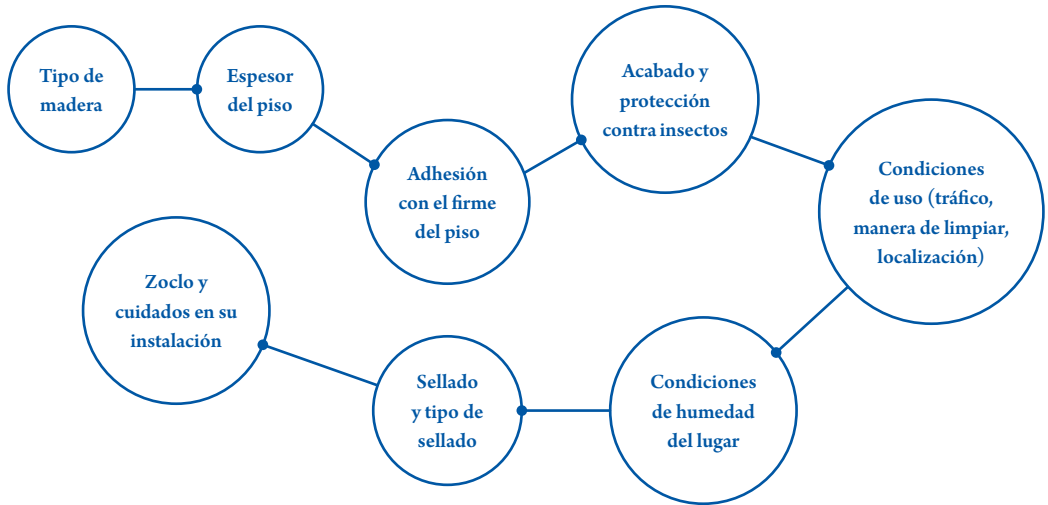 Tipo de
madera
Espesor
del piso
Adhesión
con el firme
del piso
Acabado y
protección
contra insectos
Condiciones
de uso (tráfico,
manera de limpiar,
localización)
Condiciones
de humedad
del lugar
Sellado
y tipo de
sellado
Zoclo y
cuidados en su
instalación